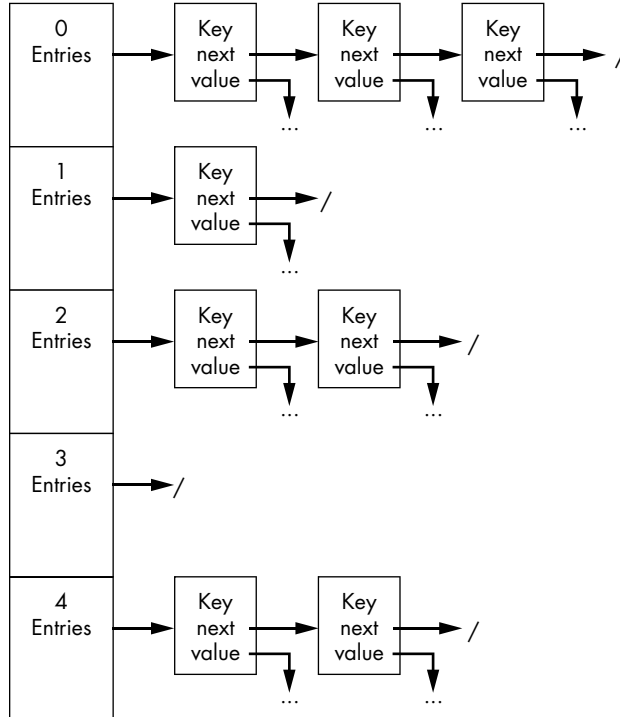 0
Entries
Key
next
value
...
Key
next
value
...
Key
next
value
...
/
1
Entries
Key
next
value
...
/
2
Entries
Key
next
value
...
Key
next
value
...
/
3
Entries
/
4
Entries
Key
next
value
...
Key
next
value
...
/